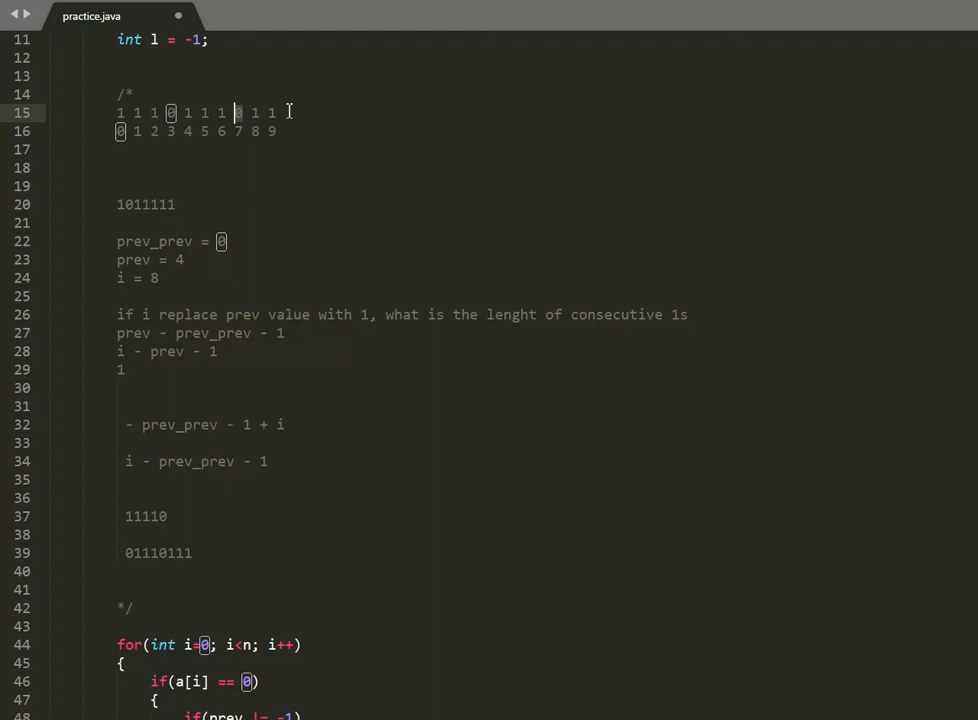 practice.java
11 int l = -1;
12
13
14 /*
15 1 1 1 0 1 1 1 0 1 1
16 0 1 2 3 4 5 6 7 8 9
17
18
19
20 1011111
21
22 prev_prev = 0
23 prev = 4
24 i = 8
25
26 if i replace prev value with 1, what is the lenght of consecutive 1s
27 prev - prev_prev - 1
28 i - prev - 1
29 1
30
31
32 - prev_prev - 1 + i
33
34 i - prev_prev - 1
35
36
37 11110
38
39 01110111
40
41
42 */
43
44 for(int i=0; i<n; i++)
45 {
46 if(a[i] == 0)
47 {
48 if(prev != -1)